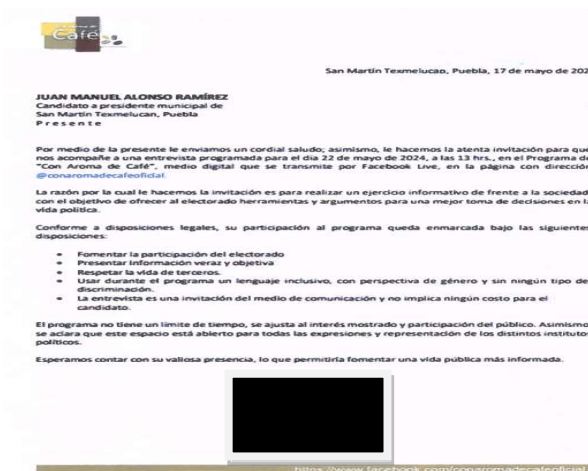 Café
San Martín Texmelucan, Puebla, 17 de mayo de 202
JUAN MANUEL ALONSO RAMÍREZ
Candidato a presidente municipal de
San Martín Texmelucan, Puebla
P r e s e n t e
Por medio de la presente le enviamos un cordial saludo; asimismo, le hacemos la atenta invitación para que
nos acompañe a una entrevista programada para el día 22 de mayo de 2024, a las 13 hrs., en el Programa de
"Con Aroma de Café", medio digital que se transmite por Facebook Live, en la página con direcció
@conaromadecafeoficial.
La razón por la cual le hacemos la invitación es para realizar un ejercicio informativo de frente a la sociedad
con el objetivo de ofrecer al electorado herramientas y argumentos para una mejor toma de decisiones en l
vida política.
Conforme a disposiciones legales, su participación al programa queda enmarcada bajo las siguientes
disposiciones:
• Fomentar la participación del electorado
• Presentar información veraz y objetiva
• Respetar la vida de terceros.
• Usar durante el programa un lenguaje inclusivo, con perspectiva de género y sin ningún tipo de
discriminación.
• La entrevista es una invitación del medio de comunicación y no implica ningún costo para el
candidato.
El programa no tiene un límite de tiempo, se ajusta al interés mostrado y participación del público. Asimismo
se aclara que este espacio está abierto para todas las expresiones y representación de los distintos instituto
políticos.
Esperamos contar con su valiosa presencia, lo que permitiría fomentar una vida pública más informada.
https://www.facebook.com/conaromadecafeoficial